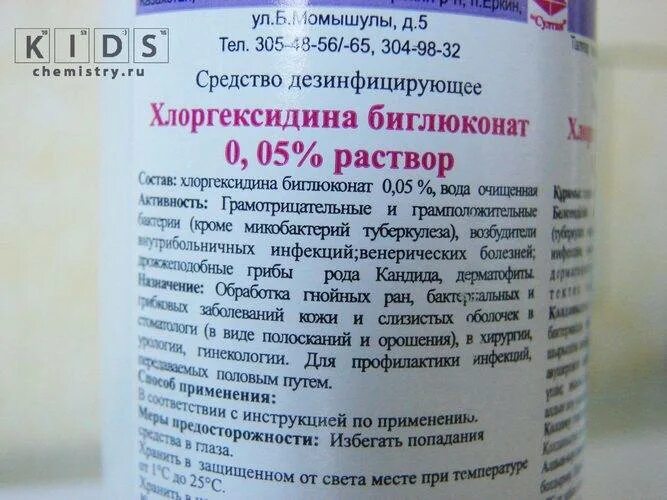 KIDS
chemistry.ru
ул.Б.Момышулы, д.5
Тел. 305-48-56/-65, 304-98-32
"Султан"
Средство дезинфицирующее
Хлоргексидина биглюконат
0, 05% раствор
Состав: хлоргексидина биглюконат 0,05 %, вода очищенная
Активность: Грамотрицательные и грамположительные
бактерии (кроме микобактерий туберкулеза), возбудители
внутрибольничных инфекций;венерических болезней;
дрожжеподобные грибы рода Кандида, дерматофиты.
Назначение: Обработка гнойных ран, бактериальных и
грибковых заболеваний кожи и слизистых оболочек в
стоматологи (в виде полосканий и орошения), в хирургии,
урологии, гинекологии. Для профилактики инфекций,
передаваемых половым путем.
Способ применения:
В соответствии с инструкцией по применению.
Меры предосторожности: Избегать попадания
средства в глаза.
Хранить в защищенном от света месте при температуре
от 1°С до 25°С.